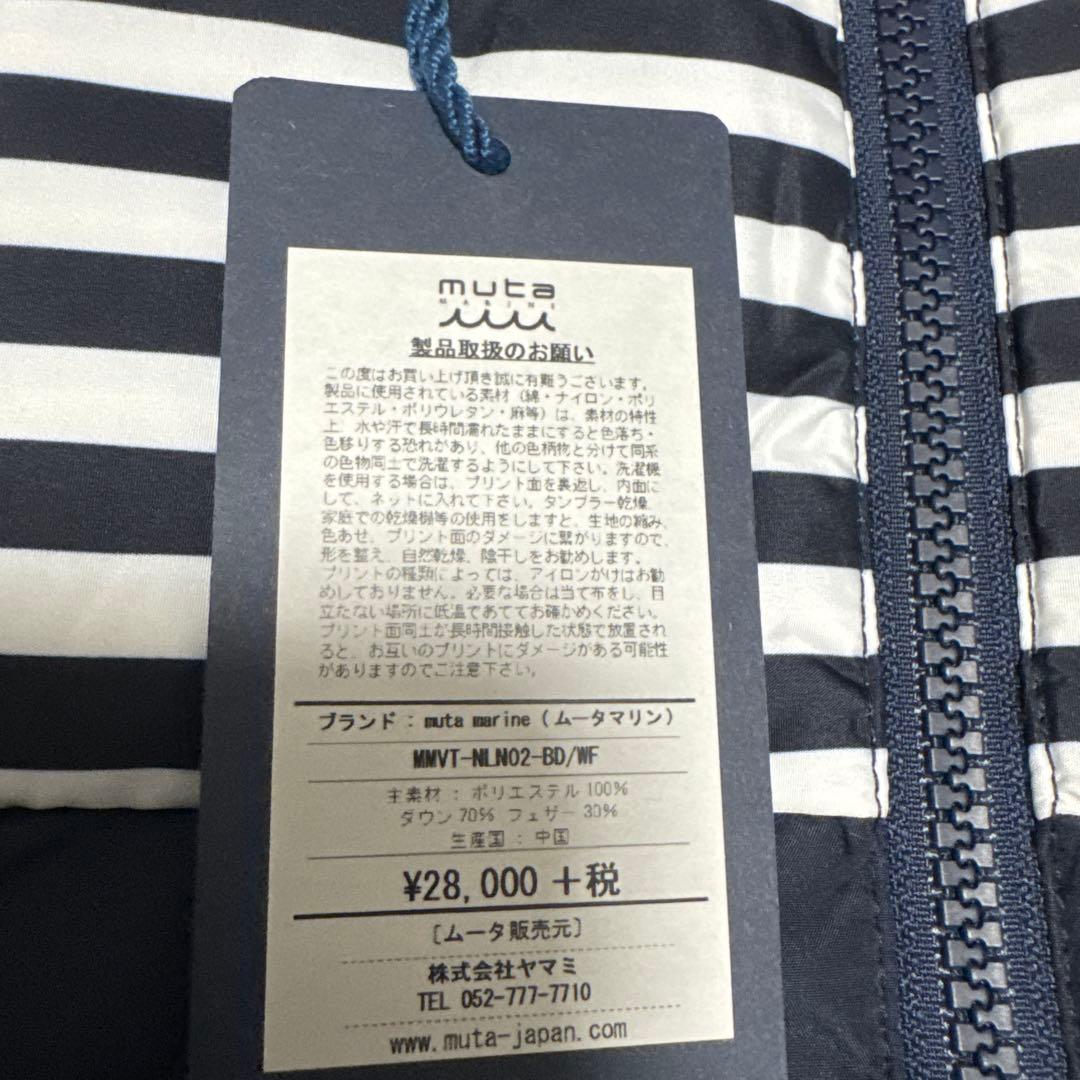 muta
MARINE
製品取扱のお願い
この度はお買い上げ頂き誠に有難うございます。
製品に使用されている素材（綿・ナイロン・ポリ
エステル・ポリウレタン・麻等）は、素材の特性
上、水や汗で長時間濡れたままにすると色落ち・
色移りする恐れがあり、他の色柄物と分けて同系
の色物同士で洗濯するようにして下さい。洗濯機
を使用する場合は、プリント面を裏返し、内面に
して、ネットに入れて下さい。タンブラー乾燥、
家庭での乾燥機等の使用をしますと、生地の縮み、
色あせ、プリント面のダメージに繋がりますので、
形を整え、自然乾燥、陰干しをお勧めします。
プリントの種類によっては、アイロンがけはお勧
めしておりません。必要な場合は当て布をし、目
立たない場所に低温であててお確かめください。
プリント面同士が長時間接触した状態で放置され
ると、お互いのプリントにダメージがある可能性
がありますのでご注意下さい。
ブランド : muta marine（ムータマリン）
MMVT-NLN02-BD/WF
主素材 : ポリエステル 100%
ダウン 70% フェザー 30%
生産国 : 中国
¥28,000 +税
[ムータ販売元]
株式会社ヤマミ
TEL 052-777-7710
www.muta-japan.com